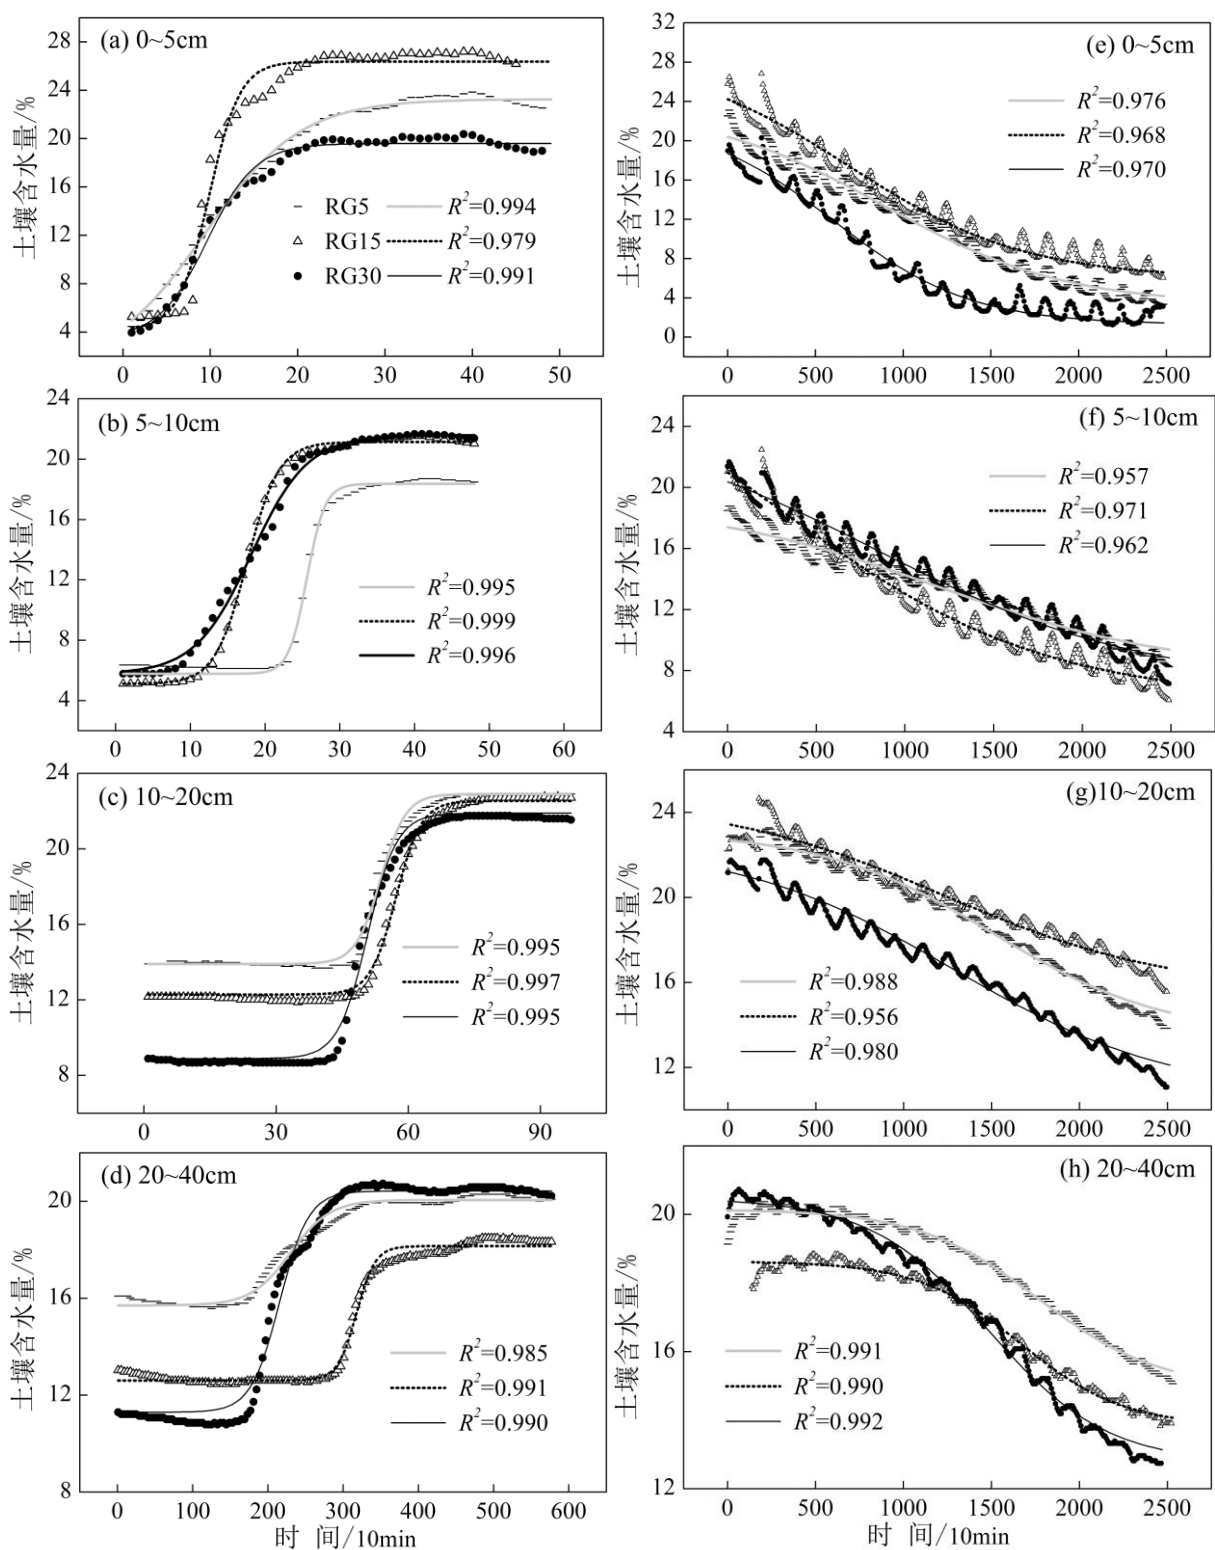 (a) 0~5cm
土壤含水量/%
28
24
20
16
12
8
4
RG5 R²=0.994
RG15 R²=0.979
RG30 R²=0.991
0 10 20 30 40 50
(e) 0~5cm
土壤含水量/%
32
28
24
20
16
12
8
4
0
R²=0.976
R²=0.968
R²=0.970
0 500 1000 1500 2000 2500
(b) 5~10cm
土壤含水量/%
24
20
16
12
8
4
R²=0.995
R²=0.999
R²=0.996
0 10 20 30 40 50 60
(f) 5~10cm
土壤含水量/%
24
20
16
12
8
4
R²=0.957
R²=0.971
R²=0.962
0 500 1000 1500 2000 2500
(c) 10~20cm
土壤含水量/%
24
20
16
12
8
R²=0.995
R²=0.997
R²=0.995
0 30 60 90
(g)10~20cm
土壤含水量/%
24
20
16
12
R²=0.988
R²=0.956
R²=0.980
0 500 1000 1500 2000 2500
(d) 20~40cm
土壤含水量/%
20
16
12
8
R²=0.985
R²=0.991
R²=0.990
0 100 200 300 400 500 600
时 间/10min
(h) 20~40cm
土壤含水量/%
20
16
12
R²=0.991
R²=0.990
R²=0.992
0 500 1000 1500 2000 2500
时 间/10min